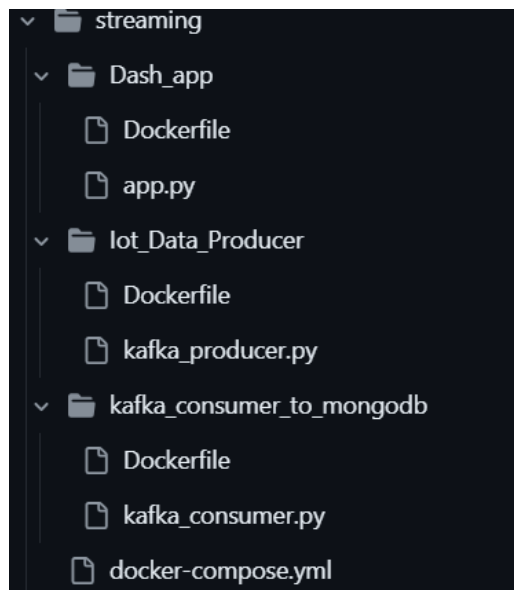 streaming
Dash_app
Dockerfile
app.py
Iot_Data_Producer
Dockerfile
kafka_producer.py
kafka_consumer_to_mongodb
Dockerfile
kafka_consumer.py
docker-compose.yml